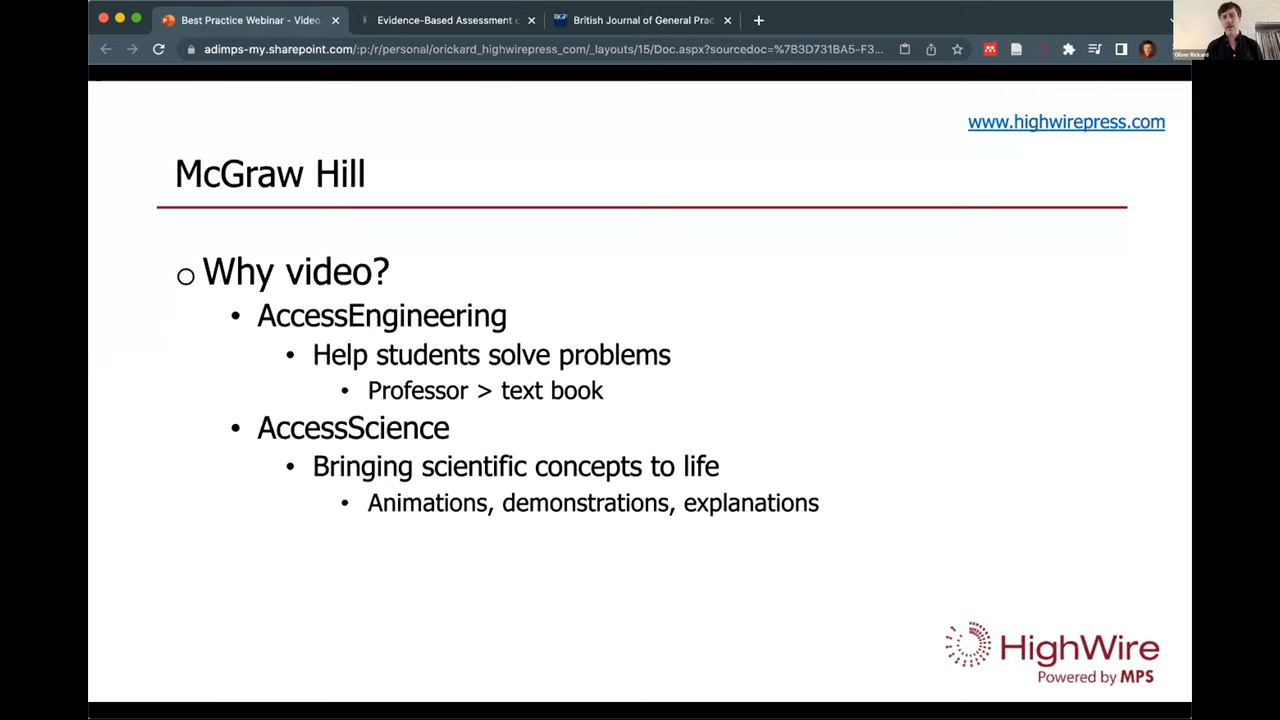 Best Practice Webinar - Video
Evidence-Based Assessment
British Journal of General Prac
adimps-my.sharepoint.com/:p:/r/personal/orickard_highwirepress_com/_layouts/15/Doc.aspx?sourcedoc=%7B3D731BA5-F3...
Oliver Rickard
www.highwirepress.com
McGraw Hill
Why video?
AccessEngineering
Help students solve problems
Professor > text book
AccessScience
Bringing scientific concepts to life
Animations, demonstrations, explanations
HighWire
Powered by MPS